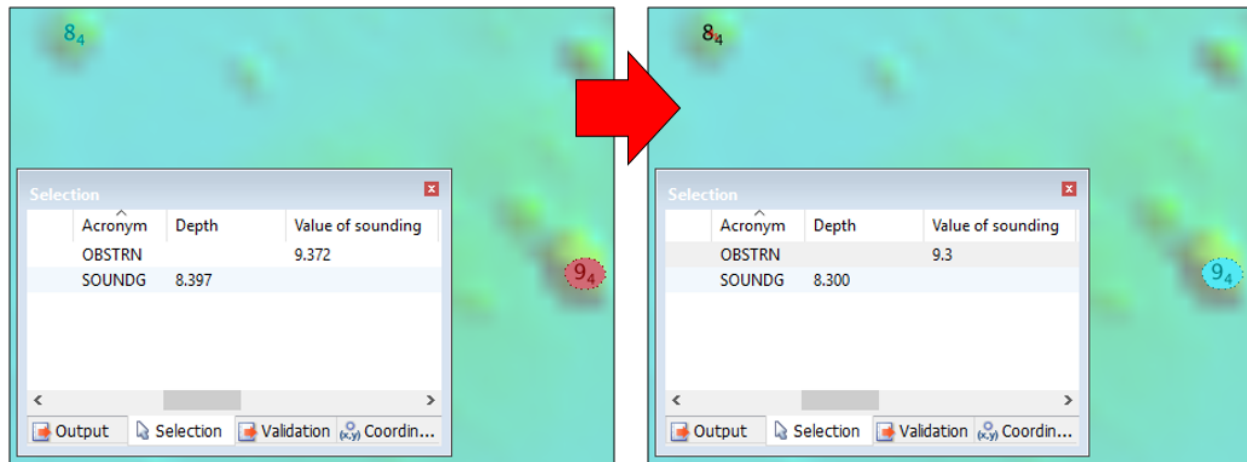 8₄
9₄
Selection
Acronym Depth Value of sounding
OBSTRN 9.372
SOUNDG 8.397
Output Selection Validation (x,y) Coordin...
8₄
9₄
Selection
Acronym Depth Value of sounding
OBSTRN 9.3
SOUNDG 8.300
Output Selection Validation (x,y) Coordin...